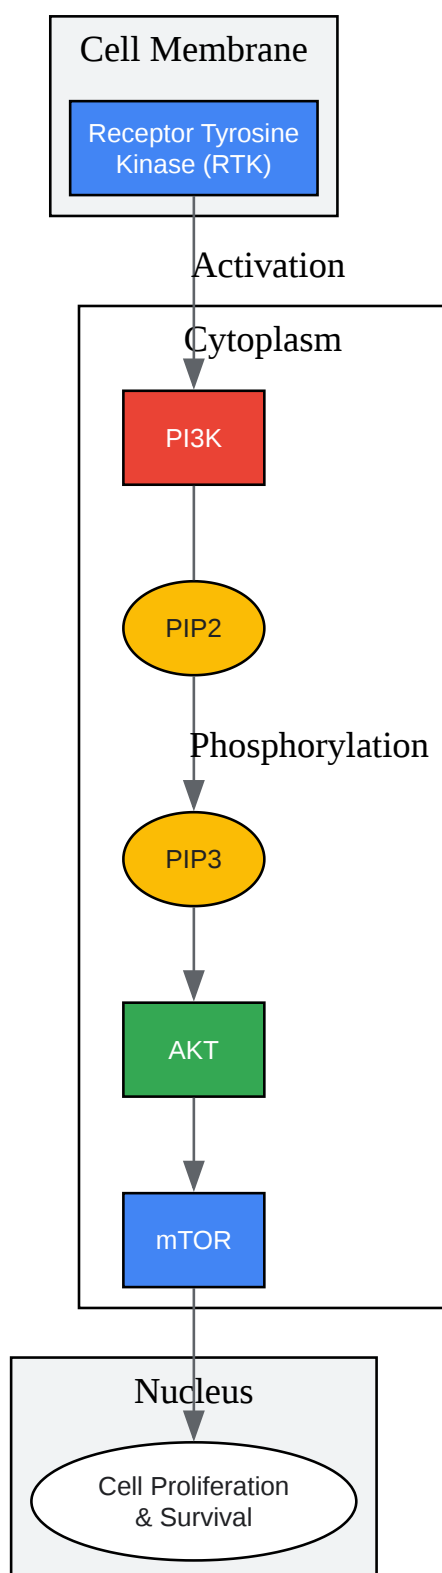 Cell Membrane
Receptor Tyrosine
Kinase (RTK)
Activation
Cytoplasm
PI3K
PIP2
Phosphorylation
PIP3
AKT
mTOR
Nucleus
Cell Proliferation
& Survival